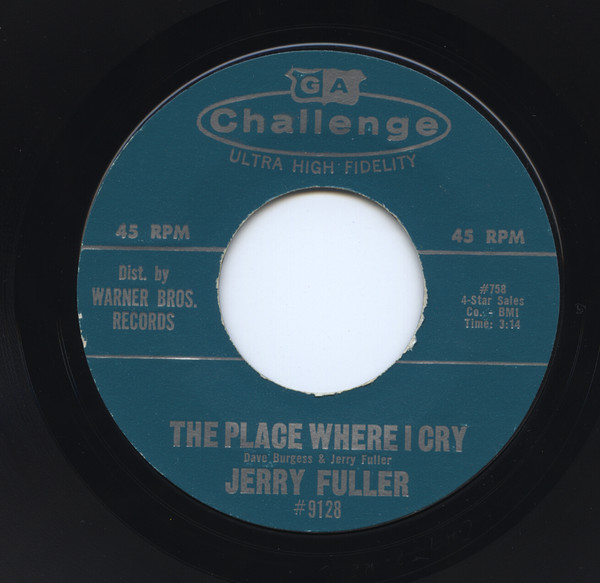 GA
Challenge
ULTRA HIGH FIDELITY
45 RPM
45 RPM
Dist. by
WARNER BROS.
RECORDS
#758
4-Star Sales
Co. - BMI
Time: 3:14
THE PLACE WHERE I CRY
Dave Burgess & Jerry Fuller
JERRY FULLER
#9128